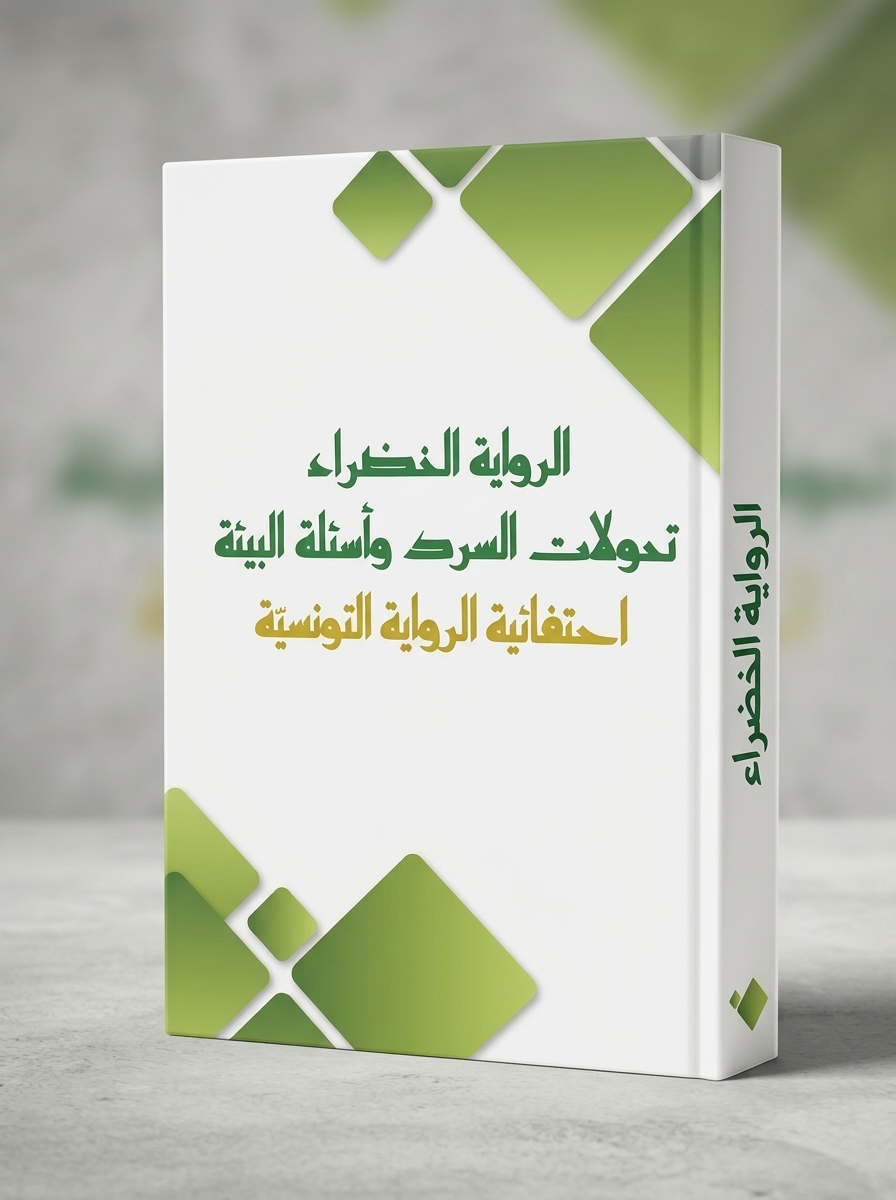 الرواية الخضراء
تحولات السرد وأسئلة البيئة
احتفائية الرواية التونسيّة
الرواية الخضراء